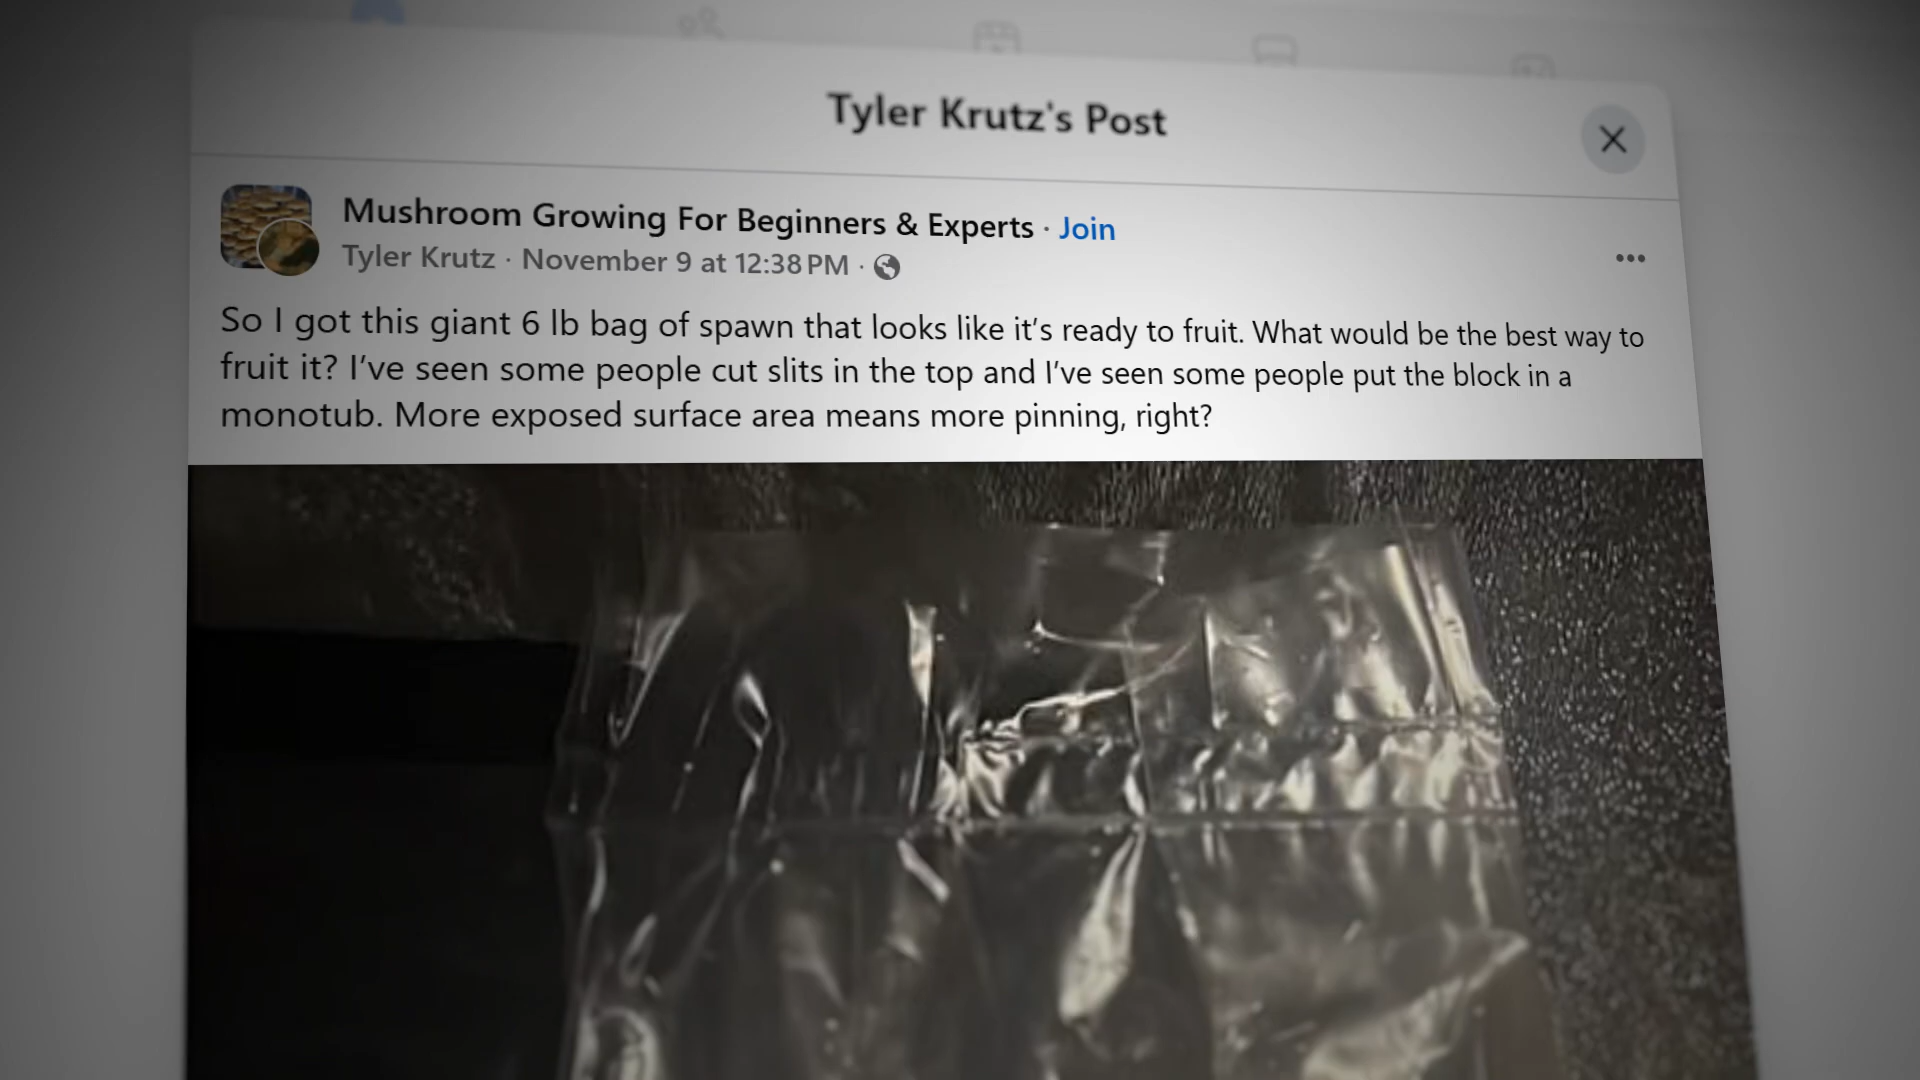 Tyler Krutz's Post
Mushroom Growing For Beginners & Experts · Join
Tyler Krutz · November 9 at 12:38 PM ·
So I got this giant 6 lb bag of spawn that looks like it’s ready to fruit. What would be the best way to
fruit it? I’ve seen some people cut slits in the top and I’ve seen some people put the block in a
monotub. More exposed surface area means more pinning, right?